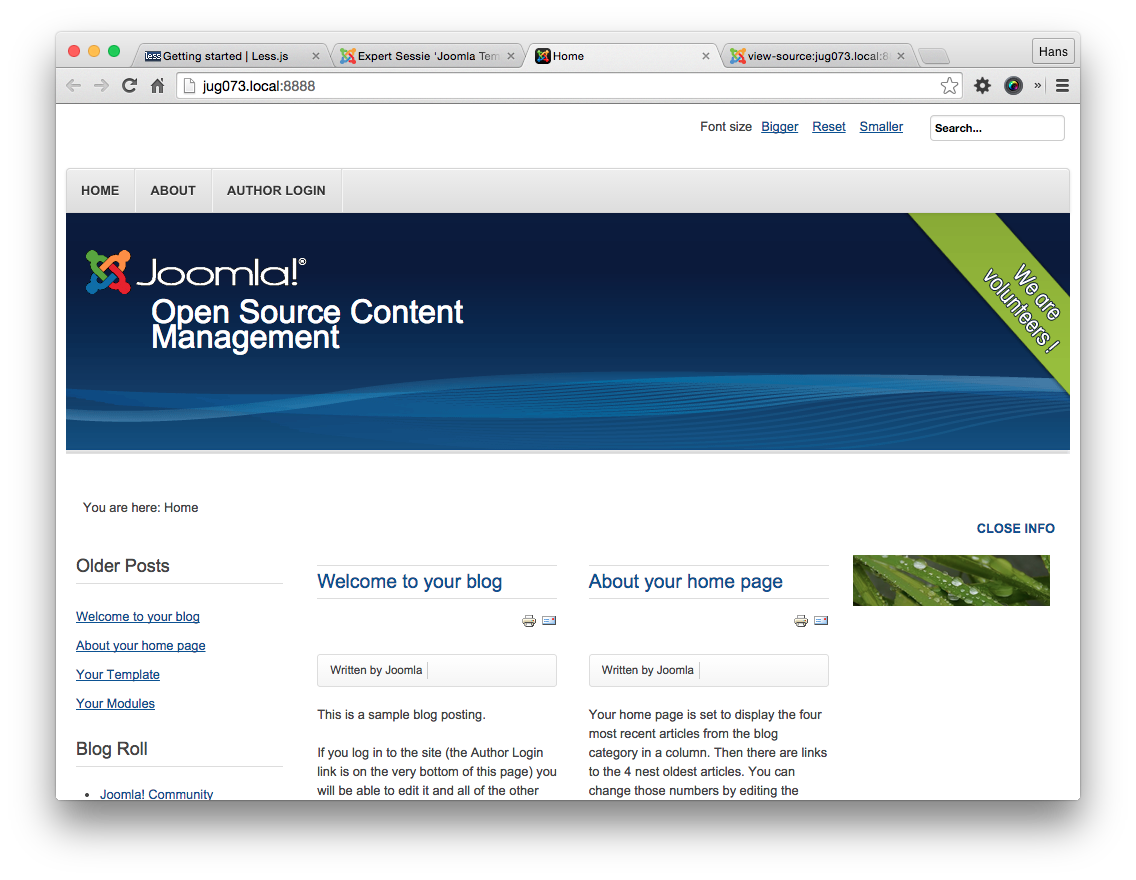 Getting started | Less.js
Expert Sessie 'Joomla Tem
Home
view-source:jug073.local:8
Hans
jug073.local:8888
Font size Bigger Reset Smaller
Search...
HOME ABOUT AUTHOR LOGIN
Joomla!®
Open Source Content
Management
We are
volunteers !
You are here: Home
CLOSE INFO
Older Posts
Welcome to your blog
About your home page
Your Template
Your Modules
Blog Roll
Joomla! Community
Welcome to your blog
Written by Joomla
This is a sample blog posting.
If you log in to the site (the Author Login
link is on the very bottom of this page) you
will be able to edit it and all of the other
About your home page
Written by Joomla
Your home page is set to display the four
most recent articles from the blog
category in a column. Then there are links
to the 4 nest oldest articles. You can
change those numbers by editing the